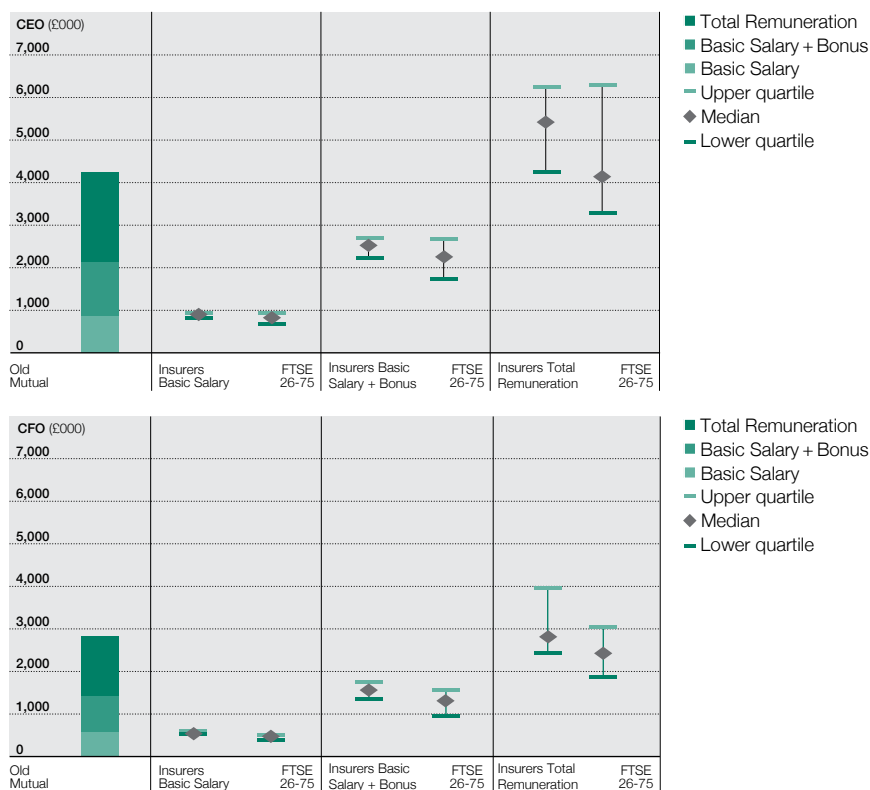 CEO (£000)
7,000
6,000
5,000
4,000
3,000
2,000
1,000
0
Old
Mutual
Insurers
Basic Salary
FTSE
26-75
Insurers Basic
Salary + Bonus
FTSE
26-75
Insurers Total
Remuneration
FTSE
26-75
Total Remuneration
Basic Salary + Bonus
Basic Salary
Upper quartile
Median
Lower quartile
CFO (£000)
7,000
6,000
5,000
4,000
3,000
2,000
1,000
0
Old
Mutual
Insurers
Basic Salary
FTSE
26-75
Insurers Basic
Salary + Bonus
FTSE
26-75
Insurers Total
Remuneration
FTSE
26-75
Total Remuneration
Basic Salary + Bonus
Basic Salary
Upper quartile
Median
Lower quartile